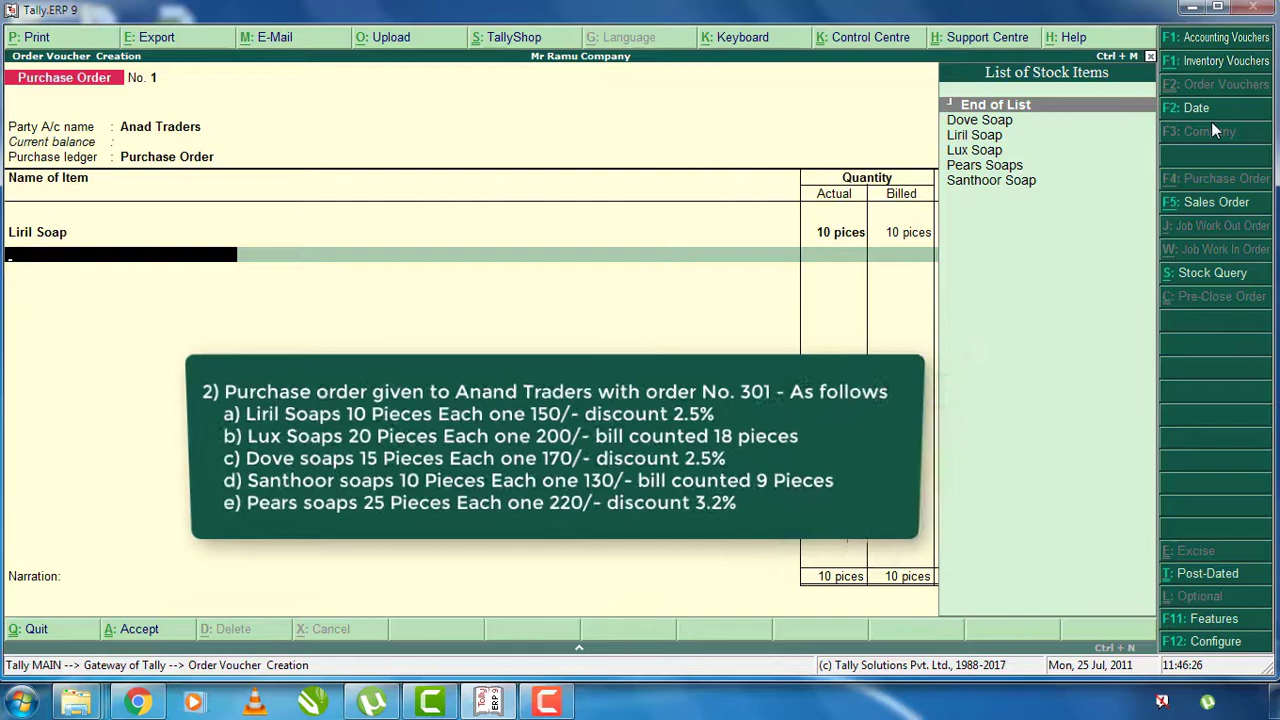 Tally.ERP 9
P: Print
E: Export
M: E-Mail
O: Upload
S: TallyShop
G: Language
K: Keyboard
K: Control Centre
H: Support Centre
H: Help
F1: Accounting Vouchers
Order Voucher Creation
Mr Ramu Company
Ctrl + M
F1: Inventory Vouchers
Purchase Order No. 1
List of Stock Items
F2: Order Vouchers
End of List
F2: Date
Party A/c name : Anad Traders
Dove Soap
Current balance :
Liril Soap
F3: Company
Purchase ledger : Purchase Order
Lux Soap
Pears Soaps
Santhoor Soap
F4: Purchase Order
Name of Item
Quantity
Actual
Billed
F5: Sales Order
J: Job Work Out Order
Liril Soap
10 pices
10 pices
W: Job Work In Order
S: Stock Query
C: Pre-Close Order
2) Purchase order given to Anand Traders with order No. 301 - As follows
a) Liril Soaps 10 Pieces Each one 150/- discount 2.5%
b) Lux Soaps 20 Pieces Each one 200/- bill counted 18 pieces
c) Dove soaps 15 Pieces Each one 170/- discount 2.5%
d) Santhoor soaps 10 Pieces Each one 130/- bill counted 9 Pieces
e) Pears soaps 25 Pieces Each one 220/- discount 3.2%
E: Excise
Narration:
10 pices
10 pices
T: Post-Dated
L: Optional
F11: Features
Q: Quit
A: Accept
D: Delete
X: Cancel
F12: Configure
Ctrl + N
Tally MAIN --> Gateway of Tally --> Order Voucher Creation
(c) Tally Solutions Pvt. Ltd., 1988-2017
Mon, 25 Jul, 2011
11:46:26
Tally
ERP 9